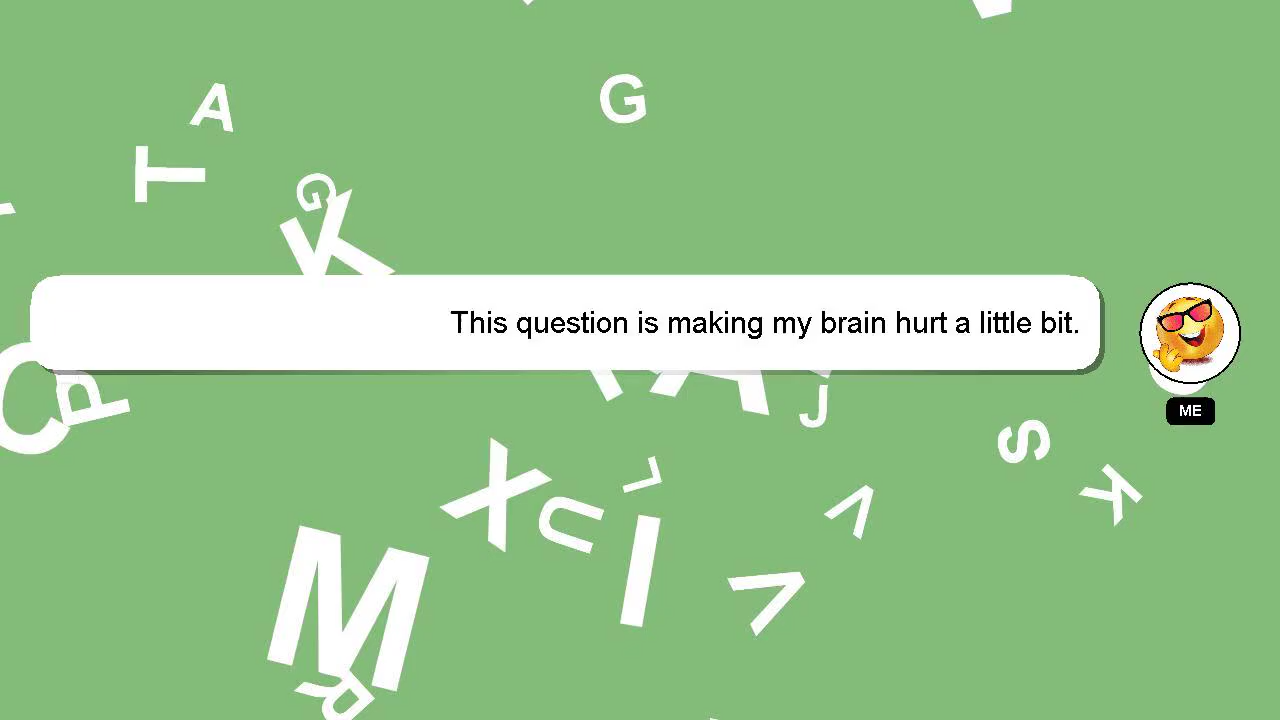 A
G
T
G
K
This question is making my brain hurt a little bit.
ME
C
P
A
J
S
X
L
K
U
I
V
V
M
R